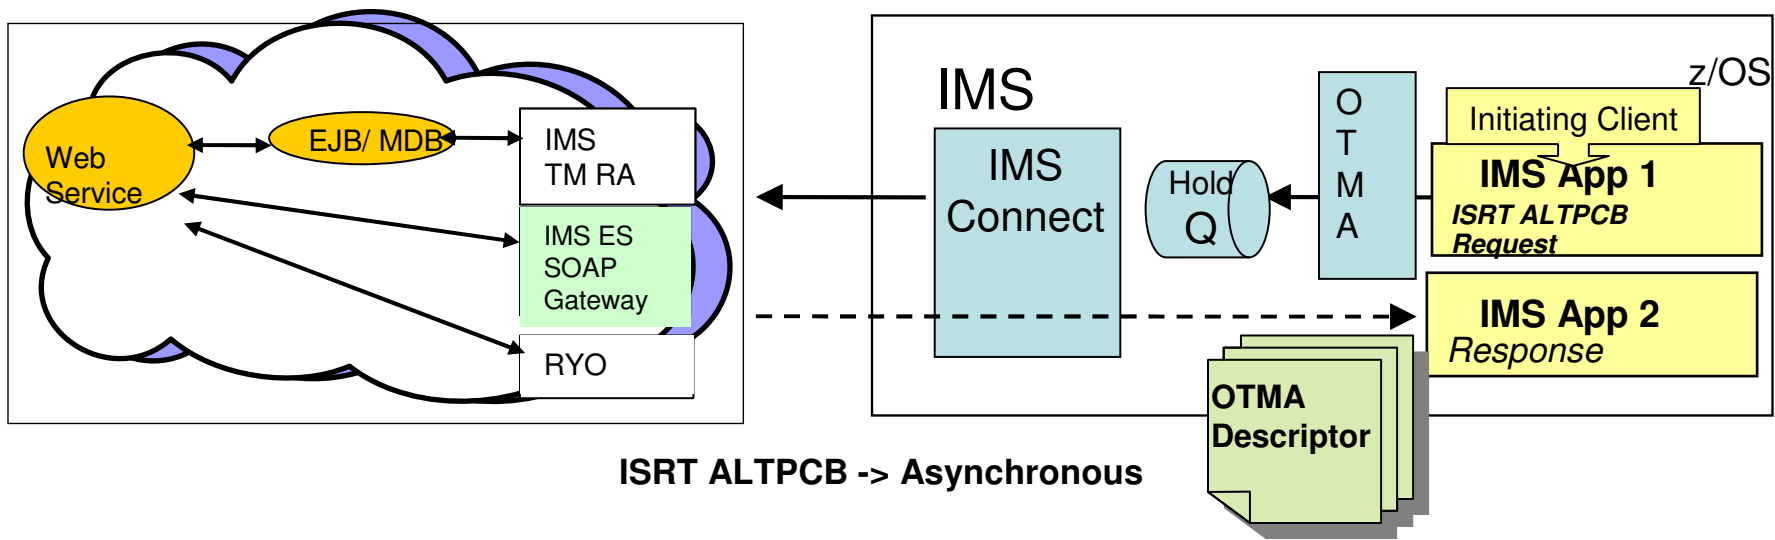 Web
Service
EJB/ MDB
IMS
TM RA
IMS ES
SOAP
Gateway
RYO
IMS
z/OS
IMS
Connect
Hold
Q
O
T
M
A
Initiating Client
IMS App 1
ISRT ALTPCB
Request
IMS App 2
Response
OTMA
Descriptor
ISRT ALTPCB -> Asynchronous